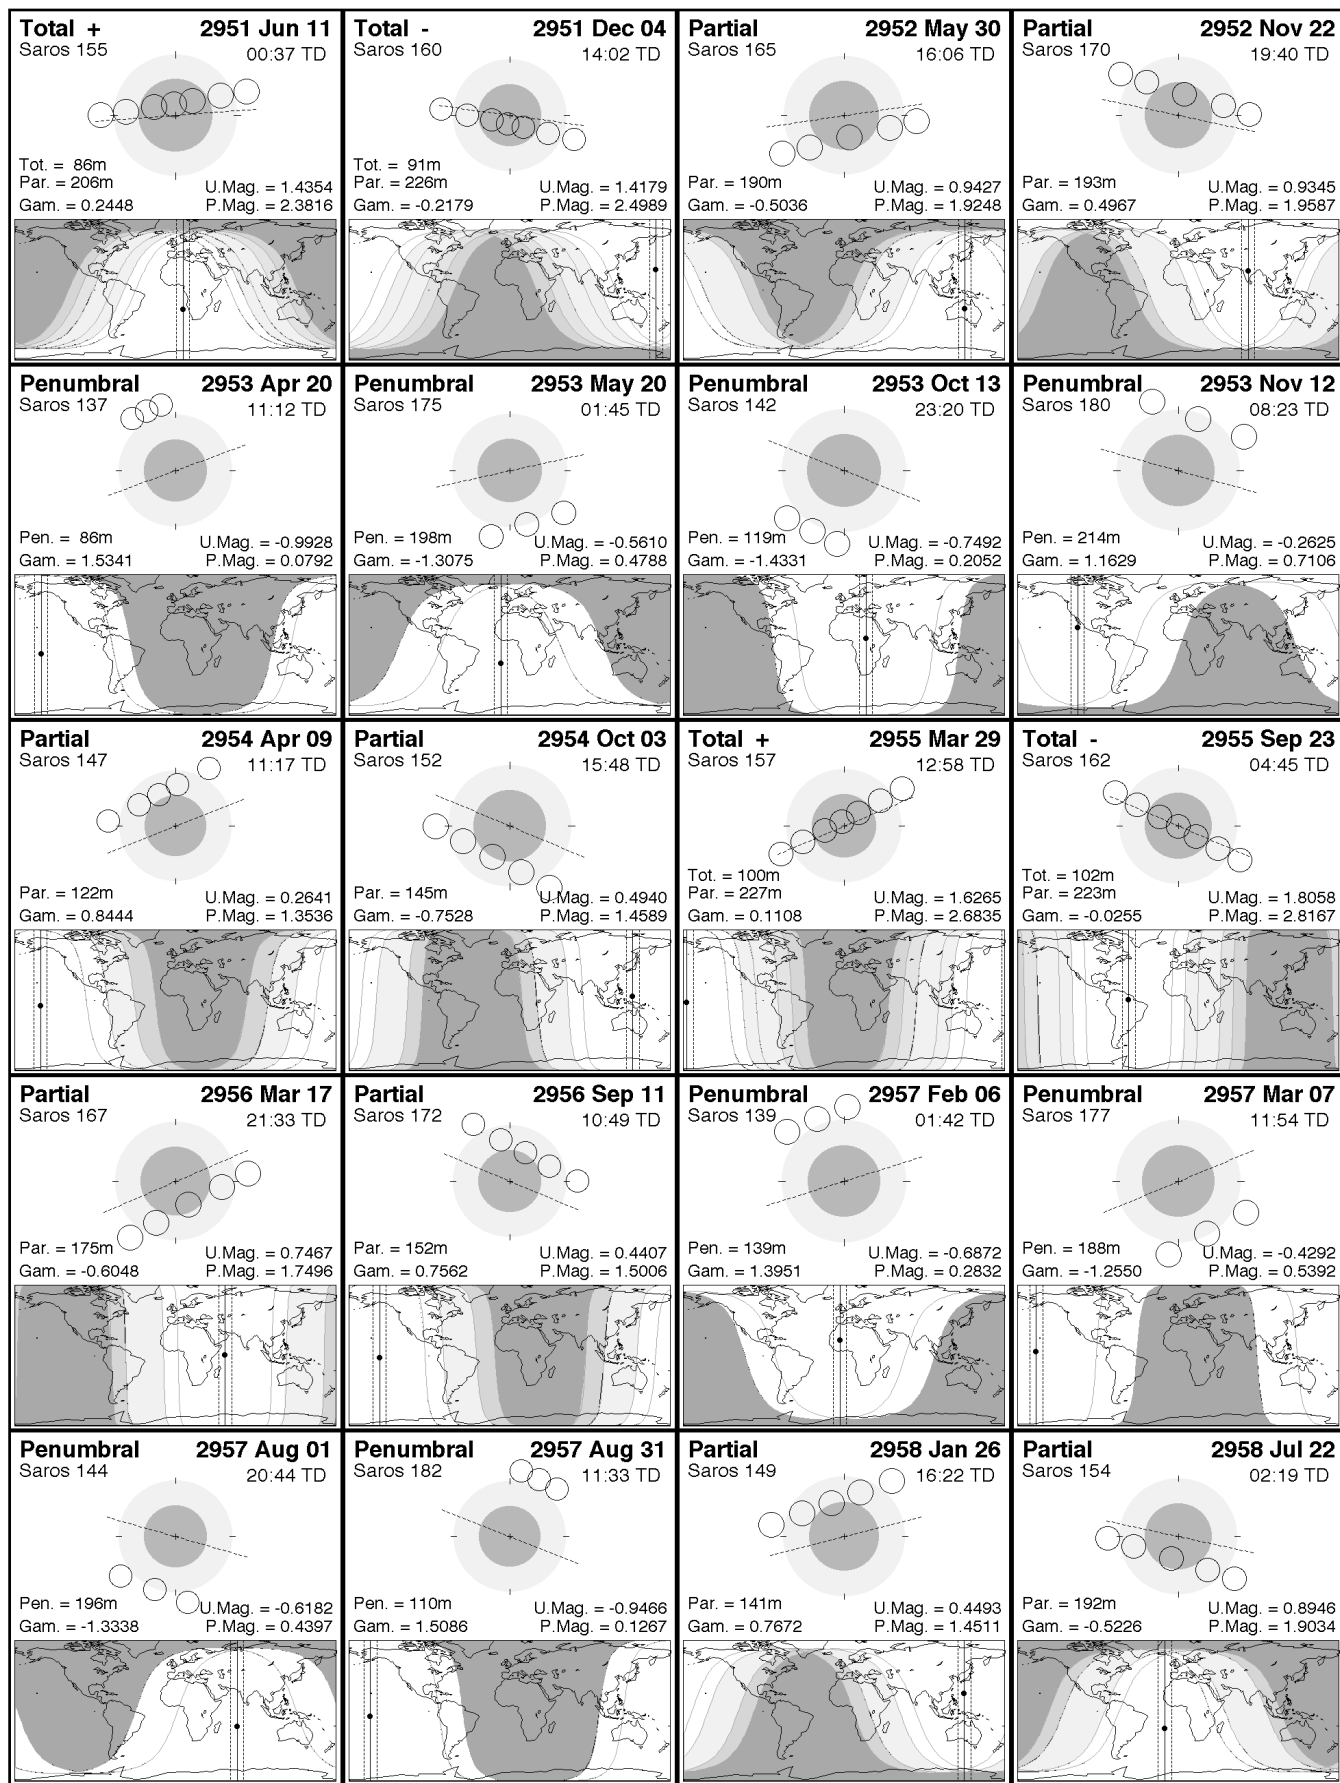 Total + 2951 Jun 11
Saros 155 00:37 TD
Tot. = 86m
Par. = 206m U.Mag. = 1.4354
Gam. = 0.2448 P.Mag. = 2.3816
Total - 2951 Dec 04
Saros 160 14:02 TD
Tot. = 91m
Par. = 226m U.Mag. = 1.4179
Gam. = -0.2179 P.Mag. = 2.4989
Partial 2952 May 30
Saros 165 16:06 TD
Par. = 190m U.Mag. = 0.9427
Gam. = -0.5036 P.Mag. = 1.9248
Partial 2952 Nov 22
Saros 170 19:40 TD
Par. = 193m U.Mag. = 0.9345
Gam. = 0.4967 P.Mag. = 1.9587
Penumbral 2953 Apr 20
Saros 137 11:12 TD
Pen. = 86m U.Mag. = -0.9928
Gam. = 1.5341 P.Mag. = 0.0792
Penumbral 2953 May 20
Saros 175 01:45 TD
Pen. = 198m U.Mag. = -0.5610
Gam. = -1.3075 P.Mag. = 0.4788
Penumbral 2953 Oct 13
Saros 142 23:20 TD
Pen. = 119m U.Mag. = -0.7492
Gam. = -1.4331 P.Mag. = 0.2052
Penumbral 2953 Nov 12
Saros 180 08:23 TD
Pen. = 214m U.Mag. = -0.2625
Gam. = 1.1629 P.Mag. = 0.7106
Partial 2954 Apr 09
Saros 147 11:17 TD
Par. = 122m U.Mag. = 0.2641
Gam. = 0.8444 P.Mag. = 1.3536
Partial 2954 Oct 03
Saros 152 15:48 TD
Par. = 145m U.Mag. = 0.4940
Gam. = -0.7528 P.Mag. = 1.4589
Total + 2955 Mar 29
Saros 157 12:58 TD
Tot. = 100m
Par. = 227m U.Mag. = 1.6265
Gam. = 0.1108 P.Mag. = 2.6835
Total - 2955 Sep 23
Saros 162 04:45 TD
Tot. = 102m
Par. = 223m U.Mag. = 1.8058
Gam. = -0.0255 P.Mag. = 2.8167
Partial 2956 Mar 17
Saros 167 21:33 TD
Par. = 175m U.Mag. = 0.7467
Gam. = -0.6048 P.Mag. = 1.7496
Partial 2956 Sep 11
Saros 172 10:49 TD
Par. = 152m U.Mag. = 0.4407
Gam. = 0.7562 P.Mag. = 1.5006
Penumbral 2957 Feb 06
Saros 139 01:42 TD
Pen. = 139m U.Mag. = -0.6872
Gam. = 1.3951 P.Mag. = 0.2832
Penumbral 2957 Mar 07
Saros 177 11:54 TD
Pen. = 188m U.Mag. = -0.4292
Gam. = -1.2550 P.Mag. = 0.5392
Penumbral 2957 Aug 01
Saros 144 20:44 TD
Pen. = 196m U.Mag. = -0.6182
Gam. = -1.3338 P.Mag. = 0.4397
Penumbral 2957 Aug 31
Saros 182 11:33 TD
Pen. = 110m U.Mag. = -0.9466
Gam. = 1.5086 P.Mag. = 0.1267
Partial 2958 Jan 26
Saros 149 16:22 TD
Par. = 141m U.Mag. = 0.4493
Gam. = 0.7672 P.Mag. = 1.4511
Partial 2958 Jul 22
Saros 154 02:19 TD
Par. = 192m U.Mag. = 0.8946
Gam. = -0.5226 P.Mag. = 1.9034